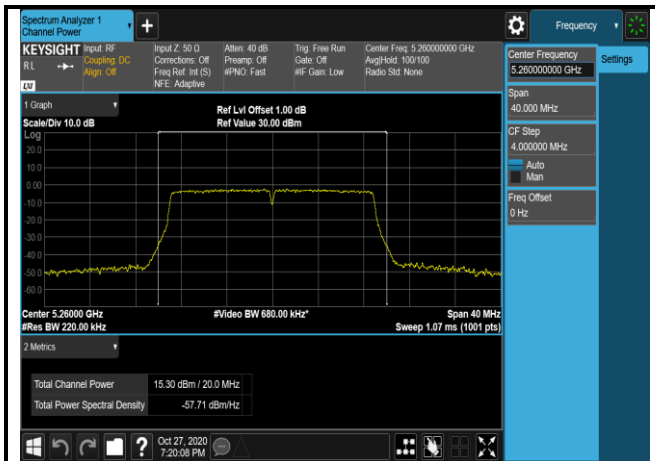 Spectrum Analyzer 1
Channel Power
+
Frequency
KEYSIGHT
RL
LXI
Input: RF
Coupling: DC
Align: Off
Input Z: 50 Ω
Corrections: Off
Freq Ref: Int (S)
NFE: Adaptive
Atten: 40 dB
Preamp: Off
#PNO: Fast
Trig: Free Run
Gate: Off
#IF Gain: Low
Center Freq: 5.260000000 GHz
Avg|Hold: 100/100
Radio Std: None
Center Frequency
5.260000000 GHz
Settings
Span
40.000 MHz
CF Step
4.000000 MHz
Auto
Man
Freq Offset
0 Hz
1 Graph
Scale/Div 10.0 dB
Ref Lvl Offset 1.00 dB
Ref Value 30.00 dBm
Log
20.0
10.0
0.00
-10.0
-20.0
-30.0
-40.0
-50.0
-60.0
Center 5.26000 GHz
#Res BW 220.00 kHz
#Video BW 680.00 kHz*
Span 40 MHz
Sweep 1.07 ms (1001 pts)
2 Metrics
Total Channel Power 15.30 dBm / 20.0 MHz
Total Power Spectral Density -57.71 dBm/Hz
?
Oct 27, 2020
7:20:08 PM